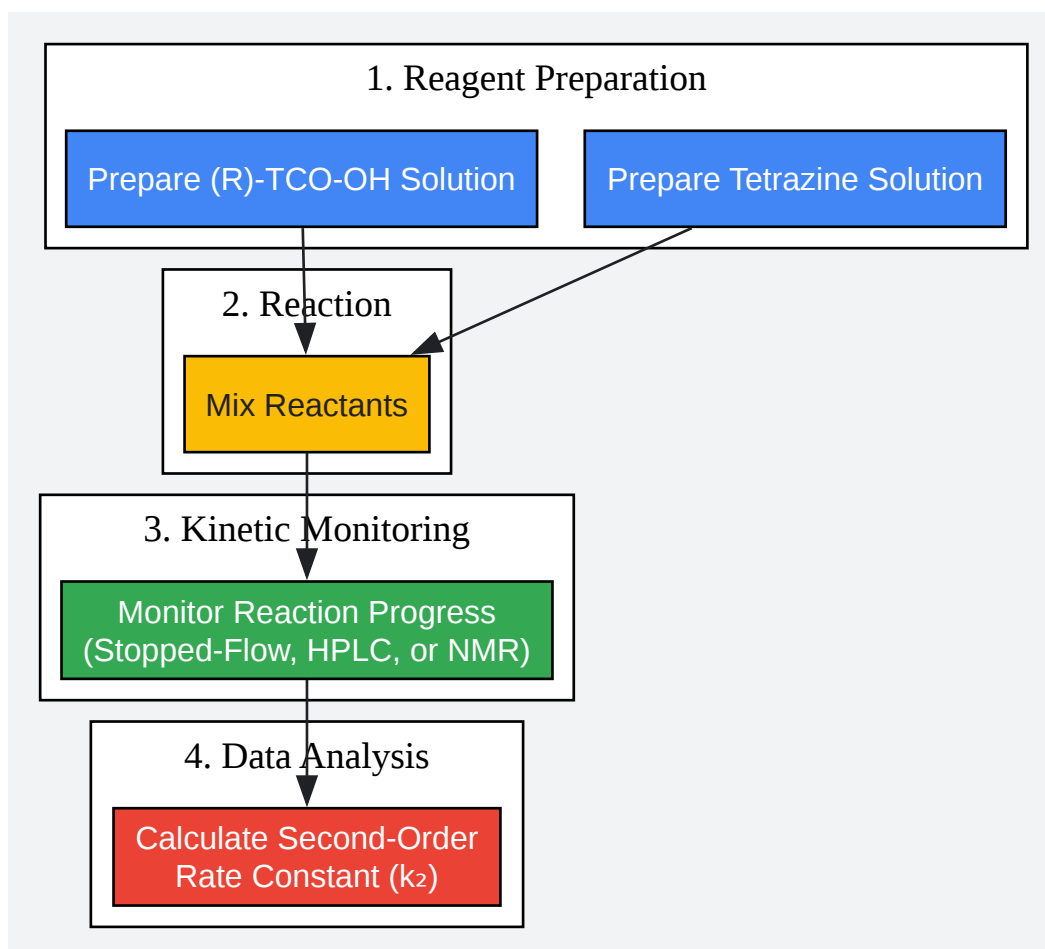 1. Reagent Preparation
Prepare (R)-TCO-OH Solution
Prepare Tetrazine Solution
2. Reaction
Mix Reactants
3. Kinetic Monitoring
Monitor Reaction Progress
(Stopped-Flow, HPLC, or NMR)
4. Data Analysis
Calculate Second-Order
Rate Constant (k₂)